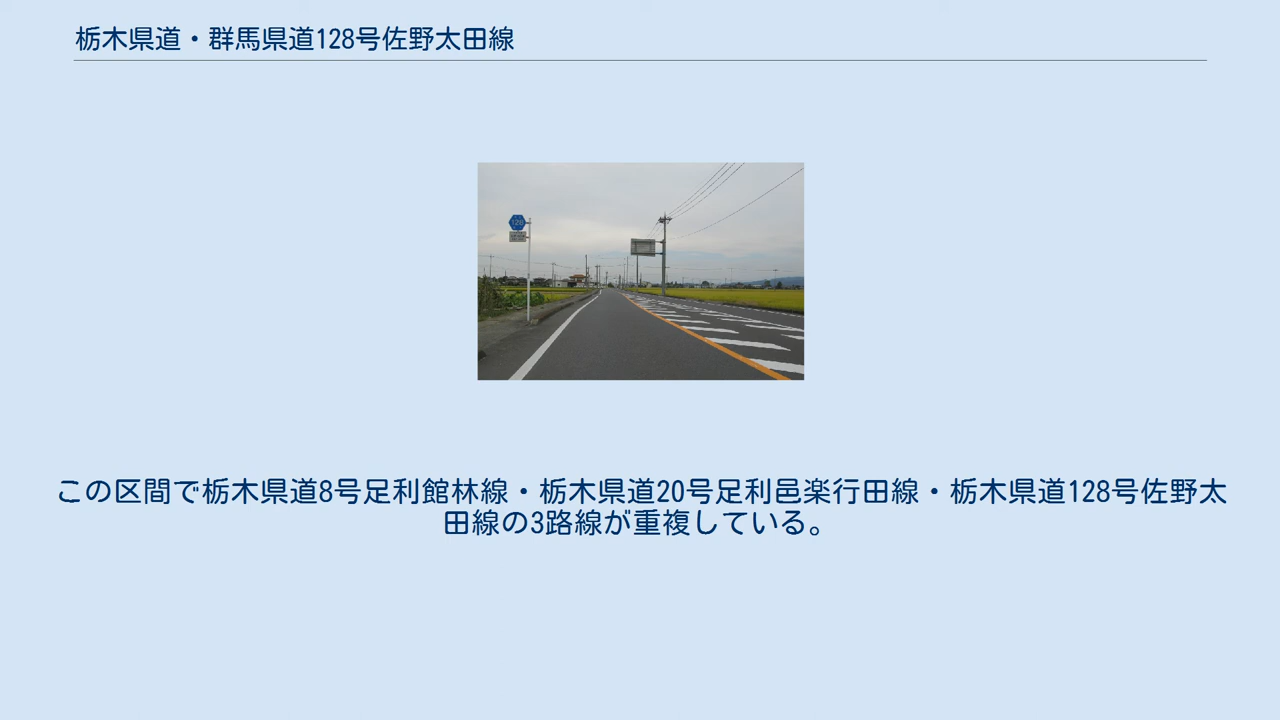 栃木県道・群馬県道128号佐野太田線
128
この区間で栃木県道8号足利館林線・栃木県道20号足利邑楽行田線・栃木県道128号佐野太
田線の3路線が重複している。